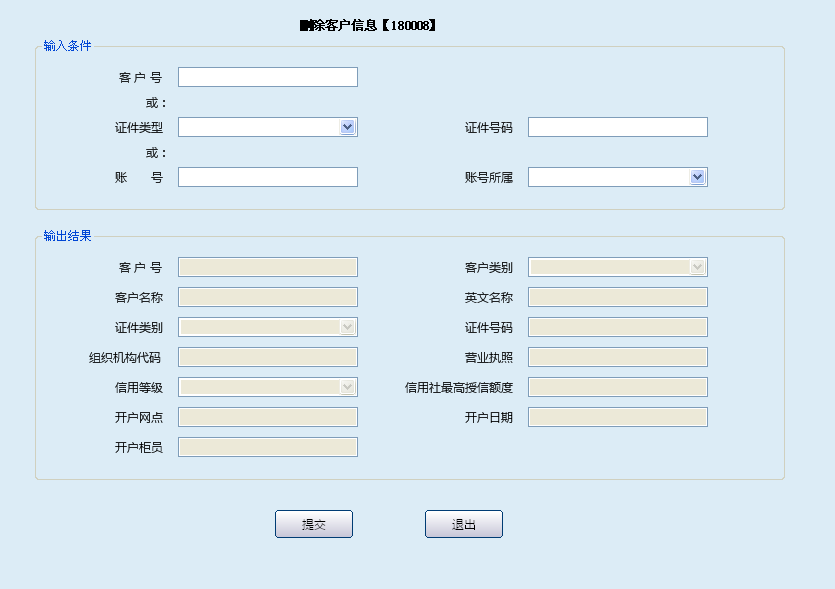 删除客户信息【180008】
输入条件
客 户 号
或：
证件类型 证件号码
或：
账 号 账号所属
输出结果
客 户 号 客户类别
客户名称 英文名称
证件类别 证件号码
组织机构代码 营业执照
信用等级 信用社最高授信额度
开户网点 开户日期
开户柜员
提交 退出